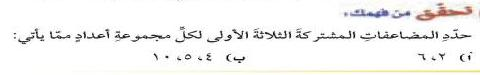 تحقق من فهمك:
حدّدِ المضاعفاتِ المشتركةَ الثلاثةَ الأولى لكلِّ مجموعةِ أعدادٍ ممّا يأتي:
أ) ٢، ٦ ب) ٤، ٥، ١٠